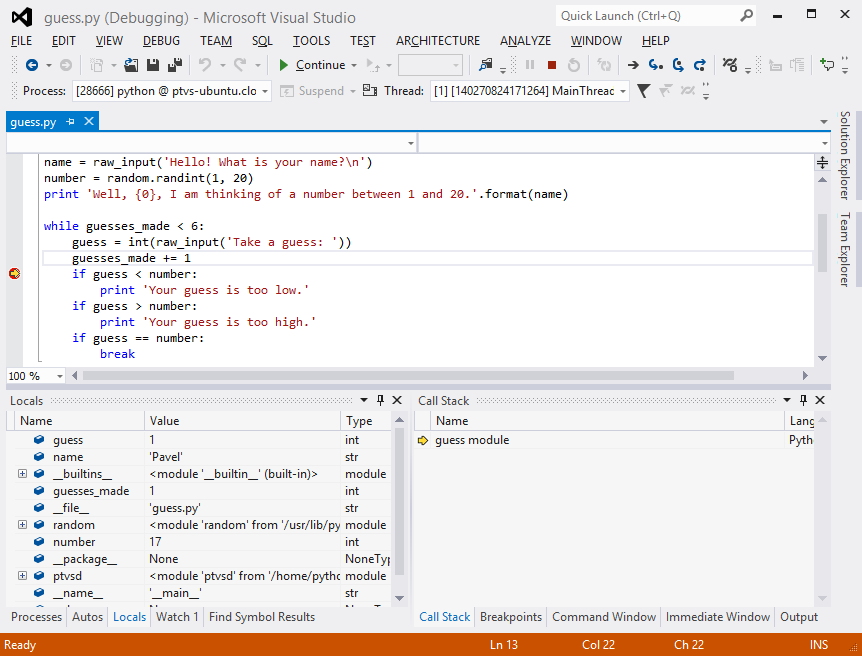 guess.py (Debugging) - Microsoft Visual Studio
Quick Launch (Ctrl+Q)
FILE EDIT VIEW DEBUG TEAM SQL TOOLS TEST ARCHITECTURE ANALYZE WINDOW HELP
Continue
Process: [28666] python @ ptvs-ubuntu.clo Suspend Thread: [1] [140270824171264] MainThreac
guess.py
Solution Explorer
Team Explorer
name = raw_input('Hello! What is your name?\n')
number = random.randint(1, 20)
print 'Well, {0}, I am thinking of a number between 1 and 20.'.format(name)
while guesses_made < 6:
guess = int(raw_input('Take a guess: '))
guesses_made += 1
if guess < number:
print 'Your guess is too low.'
if guess > number:
print 'Your guess is too high.'
if guess == number:
break
100 %
Locals
Name Value Type
guess 1 int
name 'Pavel' str
__builtins__ <module '__builtin__' (built-in)> module
guesses_made 1 int
__file__ 'guess.py' str
random <module 'random' from '/usr/lib/py module
number 17 int
__package__ None NoneTyp
ptvsd <module 'ptvsd' from '/home/pythc module
__name__ '__main__' str
Processes Autos Locals Watch 1 Find Symbol Results
Call Stack
Name Lang
guess module Pyth
Call Stack Breakpoints Command Window Immediate Window Output
Ready Ln 13 Col 22 Ch 22 INS